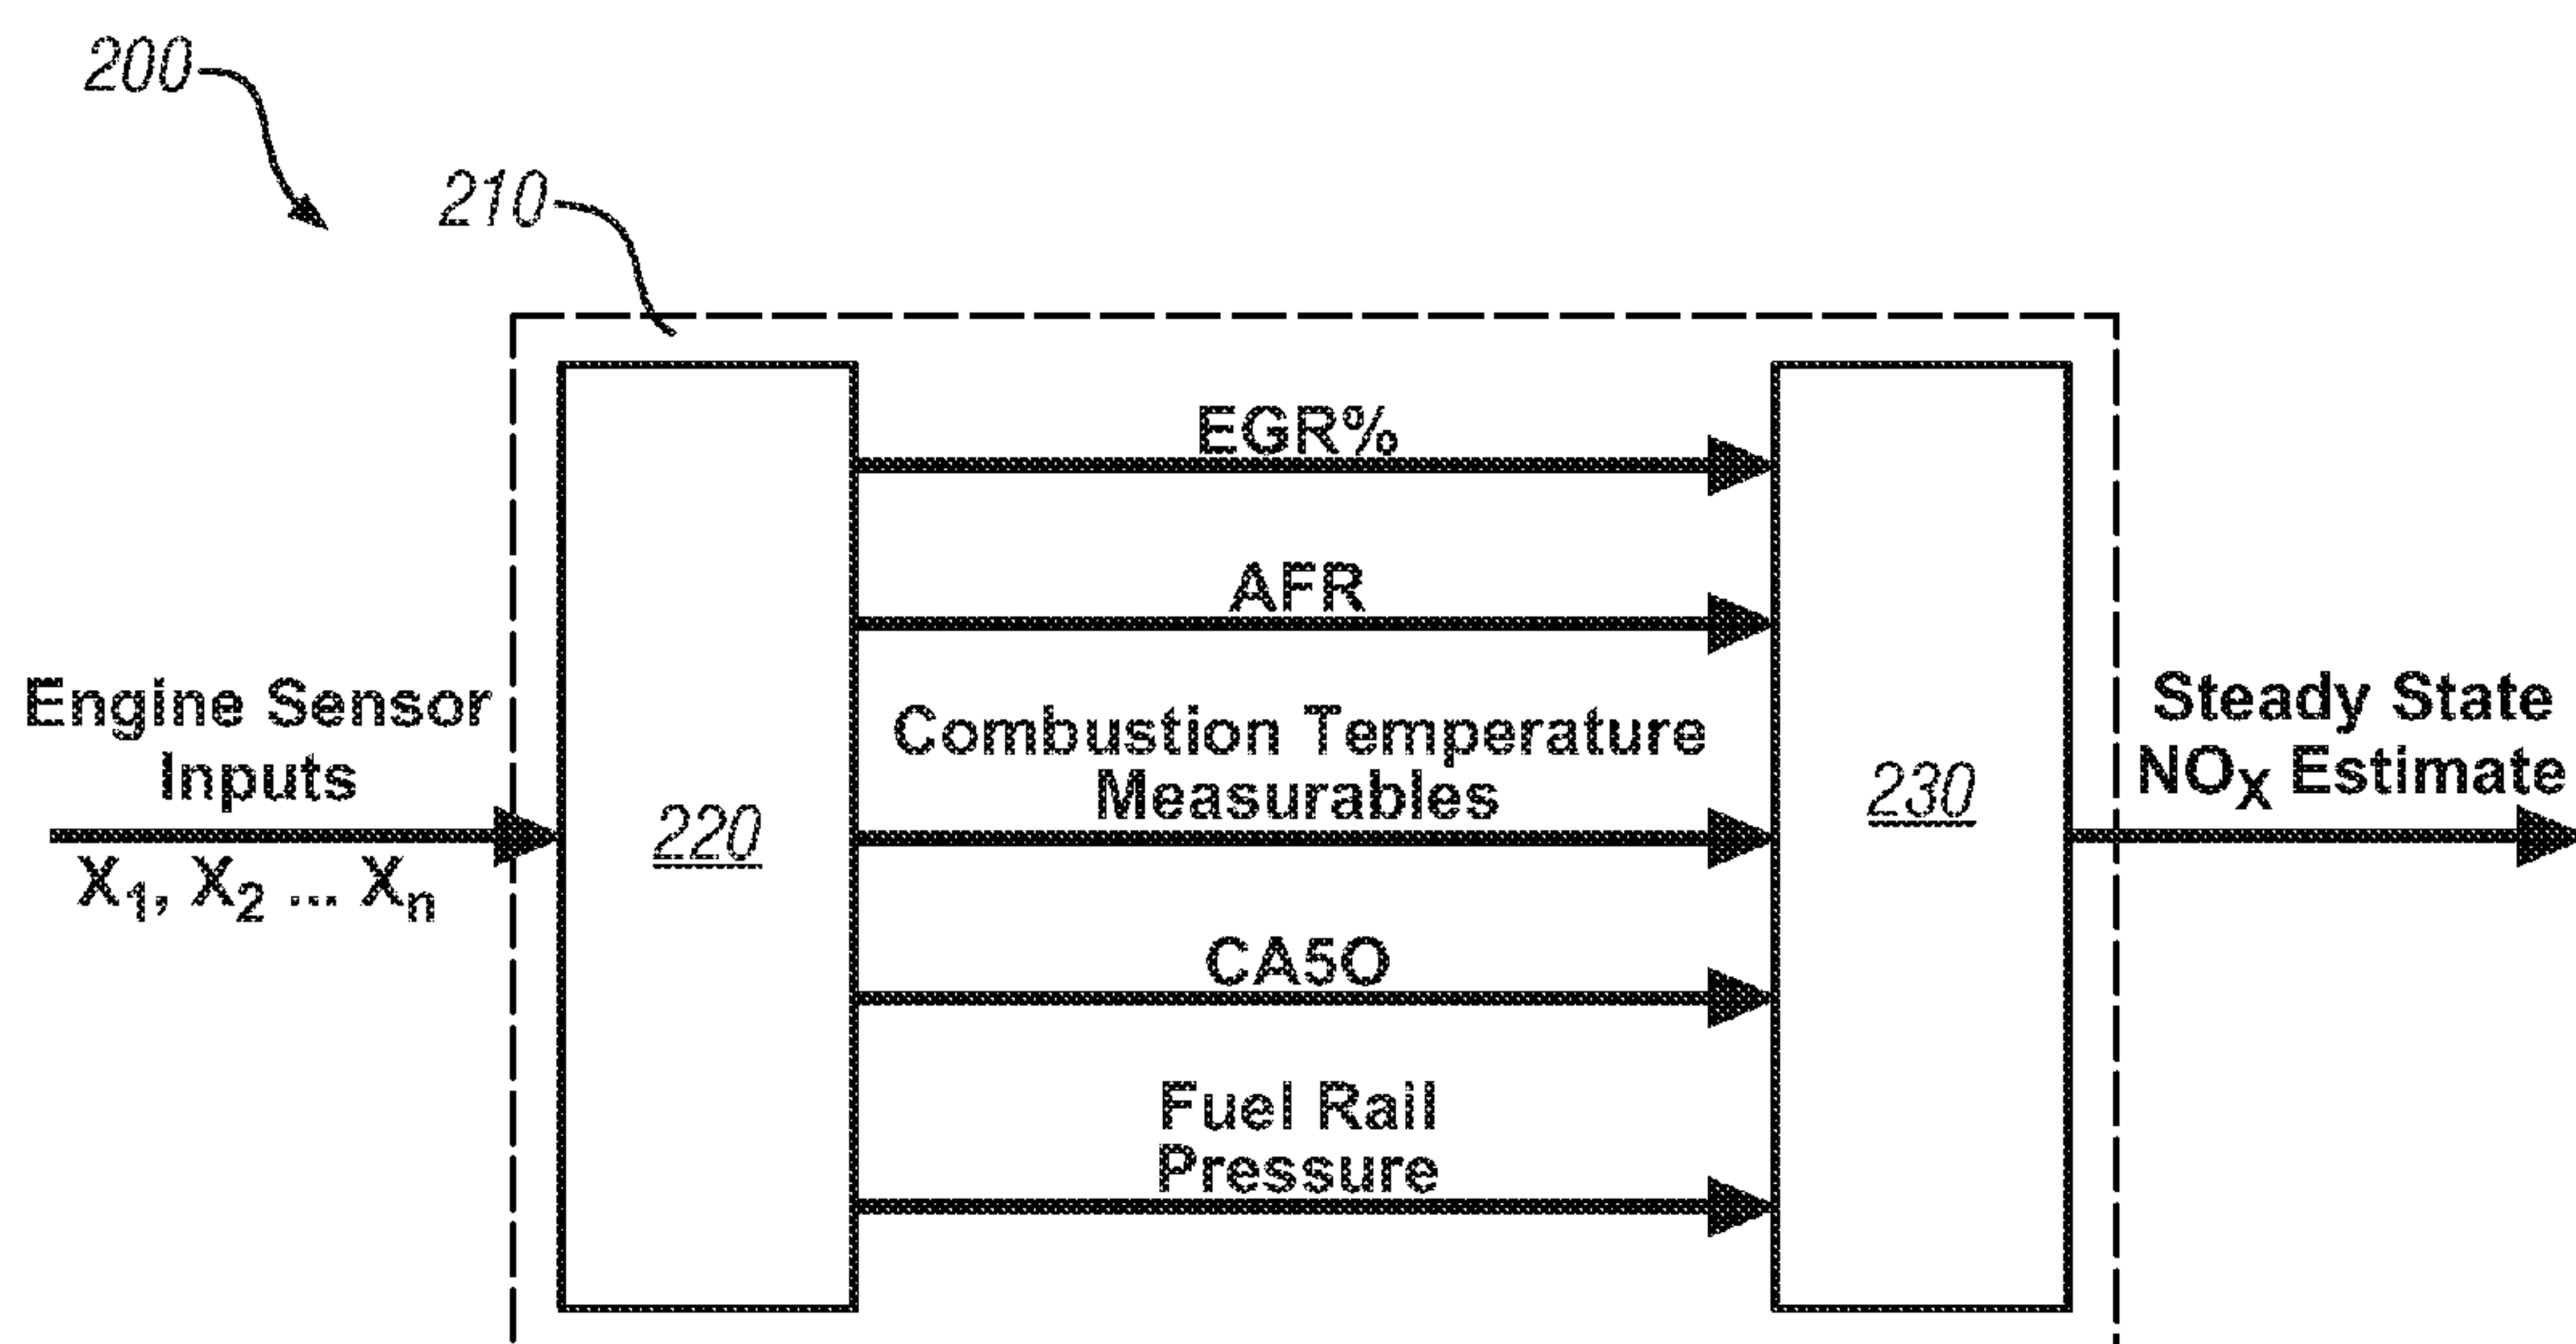 200
210
EGR%
AFR
Engine Sensor
Inputs
X1, X2 ... Xn
220
Combustion Temperature
Measurables
230
Steady State
NOX Estimate
CA5O
Fuel Rail
Pressure